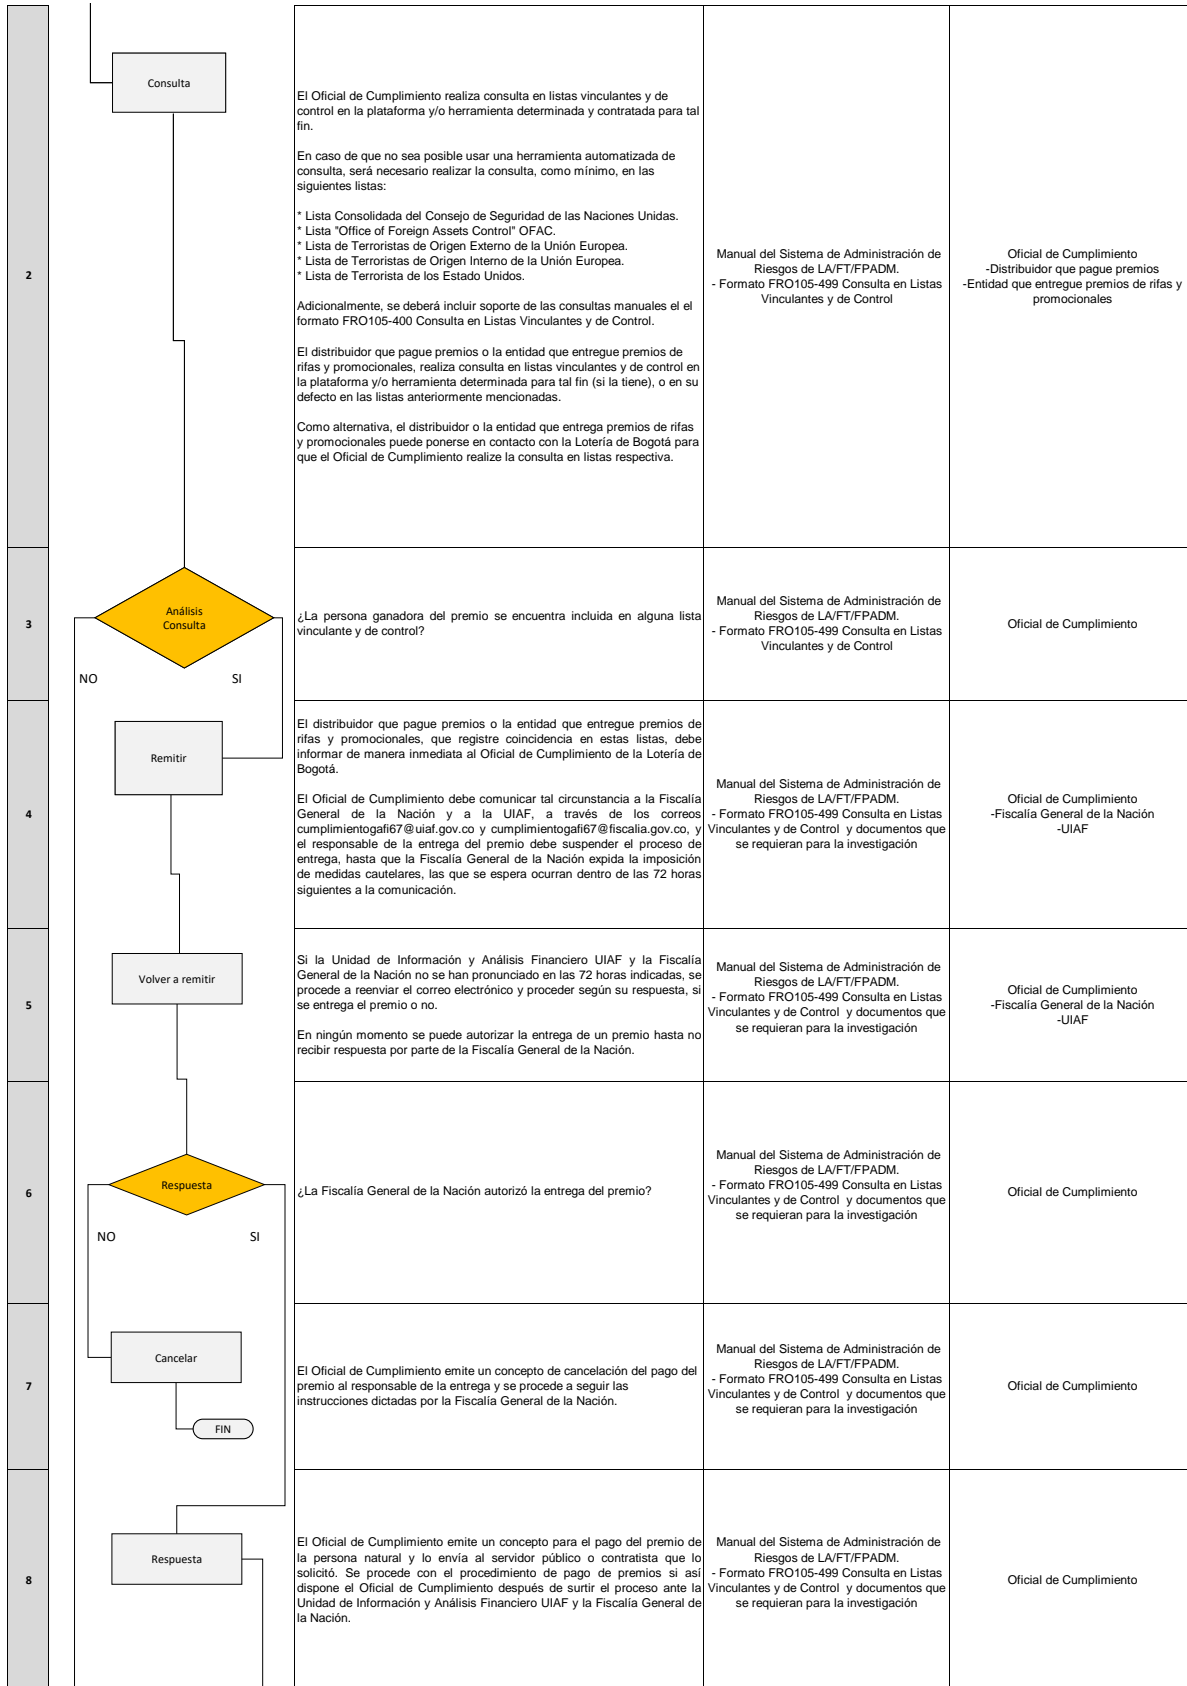 2
Consulta
El Oficial de Cumplimiento realiza consulta en listas vinculantes y de
control en la plataforma y/o herramienta determinada y contratada para tal
fin.
En caso de que no sea posible usar una herramienta automatizada de
consulta, será necesario realizar la consulta, como mínimo, en las
siguientes listas:
* Lista Consolidada del Consejo de Seguridad de las Naciones Unidas.
* Lista "Office of Foreign Assets Control" OFAC.
* Lista de Terroristas de Origen Externo de la Unión Europea.
* Lista de Terroristas de Origen Interno de la Unión Europea.
* Lista de Terrorista de los Estado Unidos.
Adicionalmente, se deberá incluir soporte de las consultas manuales el el
formato FRO105-400 Consulta en Listas Vinculantes y de Control.
El distribuidor que pague premios o la entidad que entregue premios de
rifas y promocionales, realiza consulta en listas vinculantes y de control en
la plataforma y/o herramienta determinada para tal fin (si la tiene), o en su
defecto en las listas anteriormente mencionadas.
Como alternativa, el distribuidor o la entidad que entrega premios de rifas
y promocionales puede ponerse en contacto con la Lotería de Bogotá para
que el Oficial de Cumplimiento realize la consulta en listas respectiva.
Manual del Sistema de Administración de
Riesgos de LA/FT/FPADM.
- Formato FRO105-499 Consulta en Listas
Vinculantes y de Control
Oficial de Cumplimiento
-Distribuidor que pague premios
-Entidad que entregue premios de rifas y
promocionales
3
Análisis
Consulta
NO
SI
¿La persona ganadora del premio se encuentra incluida en alguna lista
vinculante y de control?
Manual del Sistema de Administración de
Riesgos de LA/FT/FPADM.
- Formato FRO105-499 Consulta en Listas
Vinculantes y de Control
Oficial de Cumplimiento
4
Remitir
El distribuidor que pague premios o la entidad que entregue premios de
rifas y promocionales, que registre coincidencia en estas listas, debe
informar de manera inmediata al Oficial de Cumplimiento de la Lotería de
Bogotá.
El Oficial de Cumplimiento debe comunicar tal circunstancia a la Fiscalía
General de la Nación y a la UIAF, a través de los correos
cumplimientogafi67@uiaf.gov.co y cumplimientogafi67@fiscalia.gov.co, y
el responsable de la entrega del premio debe suspender el proceso de
entrega, hasta que la Fiscalía General de la Nación expida la imposición
de medidas cautelares, las que se espera ocurran dentro de las 72 horas
siguientes a la comunicación.
Manual del Sistema de Administración de
Riesgos de LA/FT/FPADM.
- Formato FRO105-499 Consulta en Listas
Vinculantes y de Control y documentos que
se requieran para la investigación
Oficial de Cumplimiento
-Fiscalía General de la Nación
-UIAF
5
Volver a remitir
Si la Unidad de Información y Análisis Financiero UIAF y la Fiscalía
General de la Nación no se han pronunciado en las 72 horas indicadas, se
procede a reenviar el correo electrónico y proceder según su respuesta, si
se entrega el premio o no.
En ningún momento se puede autorizar la entrega de un premio hasta no
recibir respuesta por parte de la Fiscalía General de la Nación.
Manual del Sistema de Administración de
Riesgos de LA/FT/FPADM.
- Formato FRO105-499 Consulta en Listas
Vinculantes y de Control y documentos que
se requieran para la investigación
Oficial de Cumplimiento
-Fiscalía General de la Nación
-UIAF
6
Respuesta
NO
SI
¿La Fiscalía General de la Nación autorizó la entrega del premio?
Manual del Sistema de Administración de
Riesgos de LA/FT/FPADM.
- Formato FRO105-499 Consulta en Listas
Vinculantes y de Control y documentos que
se requieran para la investigación
Oficial de Cumplimiento
7
Cancelar
FIN
El Oficial de Cumplimiento emite un concepto de cancelación del pago del
premio al responsable de la entrega y se procede a seguir las
instrucciones dictadas por la Fiscalía General de la Nación.
Manual del Sistema de Administración de
Riesgos de LA/FT/FPADM.
- Formato FRO105-499 Consulta en Listas
Vinculantes y de Control y documentos que
se requieran para la investigación
Oficial de Cumplimiento
8
Respuesta
El Oficial de Cumplimiento emite un concepto para el pago del premio de
la persona natural y lo envía al servidor público o contratista que lo
solicitó. Se procede con el procedimiento de pago de premios si así
dispone el Oficial de Cumplimiento después de surtir el proceso ante la
Unidad de Información y Análisis Financiero UIAF y la Fiscalía General de
la Nación.
Manual del Sistema de Administración de
Riesgos de LA/FT/FPADM.
- Formato FRO105-499 Consulta en Listas
Vinculantes y de Control y documentos que
se requieran para la investigación
Oficial de Cumplimiento